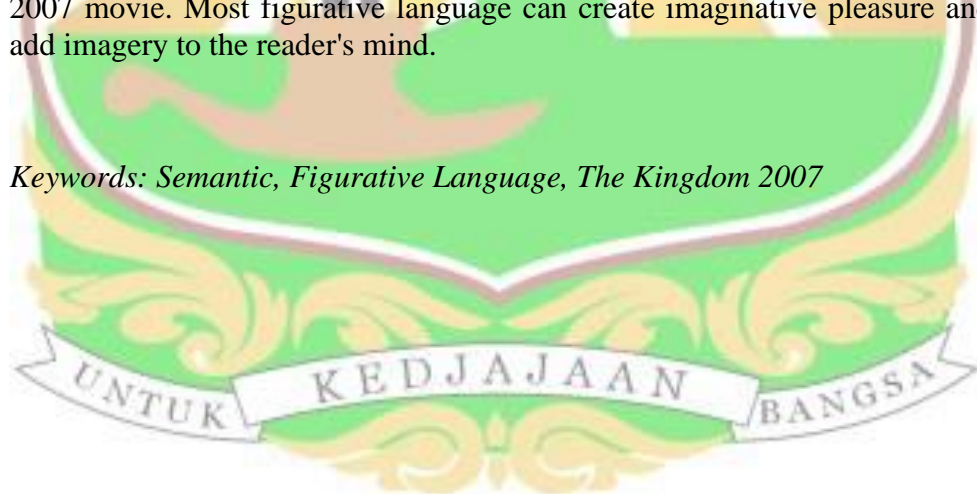 2007 movie. Most figurative language can create imaginative pleasure an
add imagery to the reader's mind.
Keywords: Semantic, Figurative Language, The Kingdom 2007
UNTUK KEDJAJAAN BANGSA